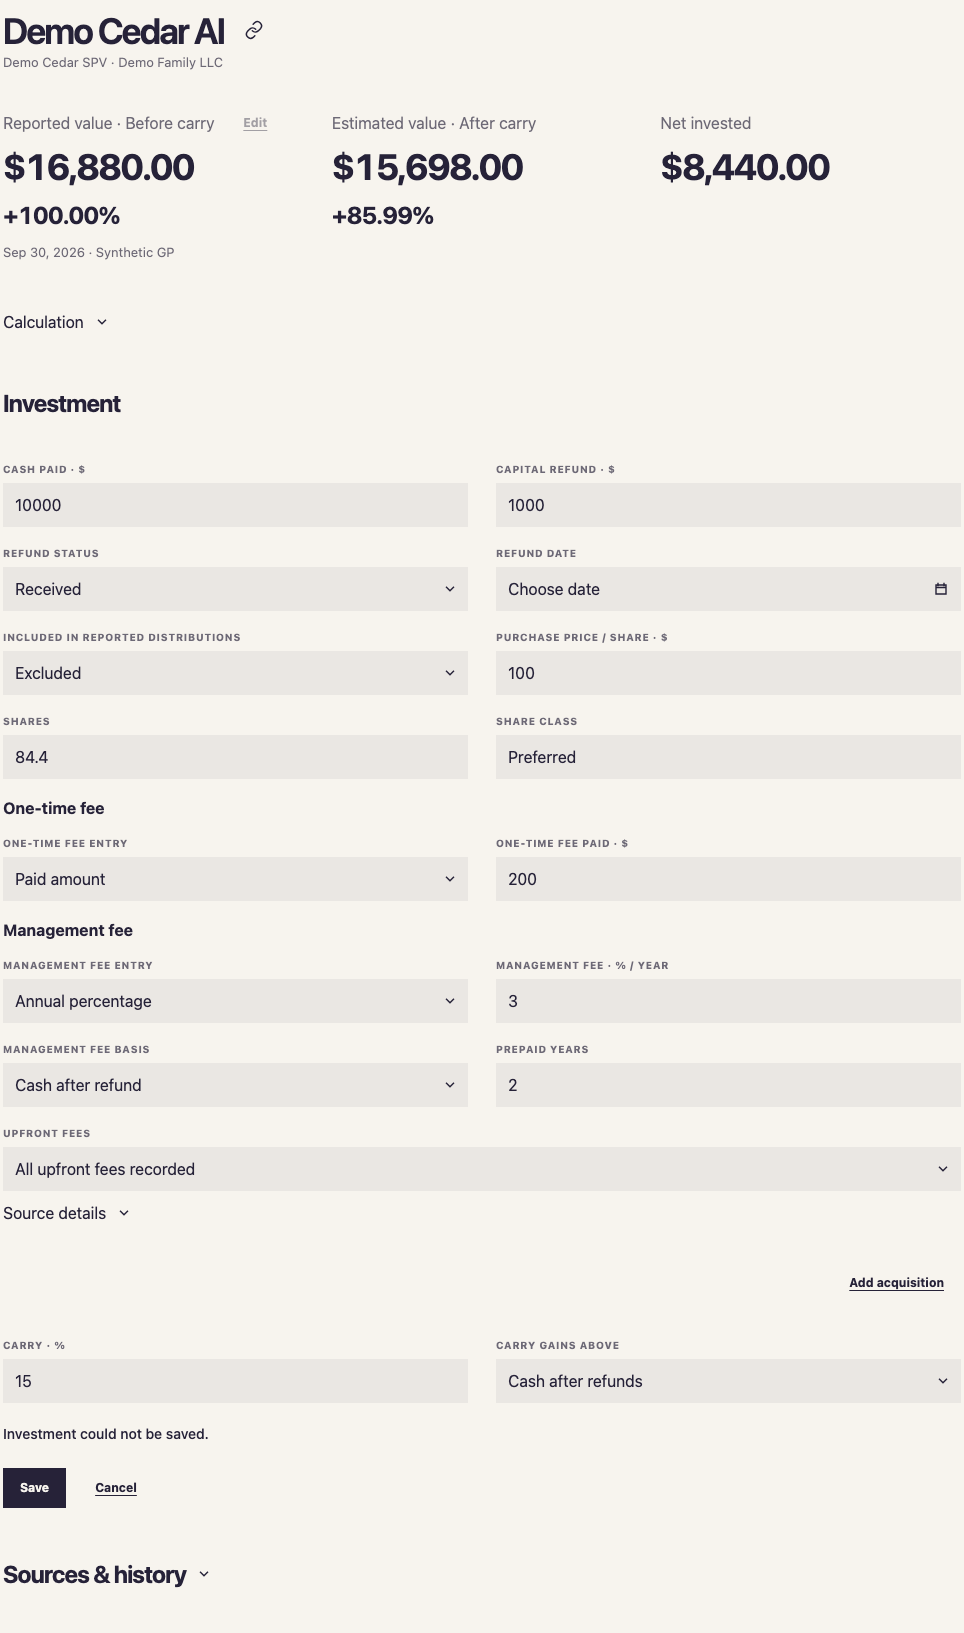 Demo Cedar AI
Demo Cedar SPV · Demo Family LLC
Reported value · Before carry Edit
$16,880.00
+100.00%
Sep 30, 2026 · Synthetic GP
Estimated value · After carry
$15,698.00
+85.99%
Net invested
$8,440.00
Calculation
Investment
CASH PAID · $
10000
CAPITAL REFUND · $
1000
REFUND STATUS
Received
REFUND DATE
Choose date
INCLUDED IN REPORTED DISTRIBUTIONS
Excluded
PURCHASE PRICE / SHARE · $
100
SHARES
84.4
SHARE CLASS
Preferred
One-time fee
ONE-TIME FEE ENTRY
Paid amount
ONE-TIME FEE PAID · $
200
Management fee
MANAGEMENT FEE ENTRY
Annual percentage
MANAGEMENT FEE · % / YEAR
3
MANAGEMENT FEE BASIS
Cash after refund
PREPAID YEARS
2
UPFRONT FEES
All upfront fees recorded
Source details
Add acquisition
CARRY · %
15
CARRY GAINS ABOVE
Cash after refunds
Investment could not be saved.
Save
Cancel
Sources & history